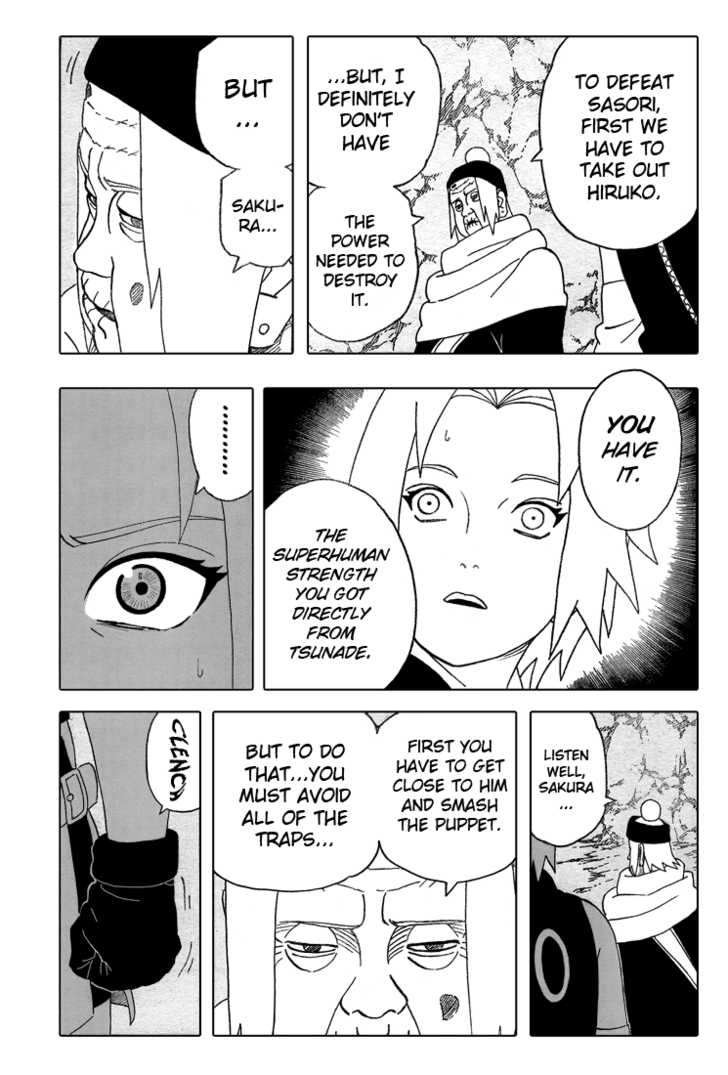 TO DEFEAT
SASORI,
FIRST WE
HAVE TO
TAKE OUT
HIRUKO.
...BUT, I
DEFINITELY
DON'T
HAVE
THE
POWER
NEEDED TO
DESTROY
IT.
BUT
...
SAKU-
RA...
YOU
HAVE
IT.
THE
SUPERHUMAN
STRENGTH
YOU GOT
DIRECTLY
FROM
TSUNADE.
..........
LISTEN
WELL,
SAKURA
...
FIRST YOU
HAVE TO GET
CLOSE TO HIM
AND SMASH
THE PUPPET.
BUT TO DO
THAT...YOU
MUST AVOID
ALL OF THE
TRAPS...
CLENCH